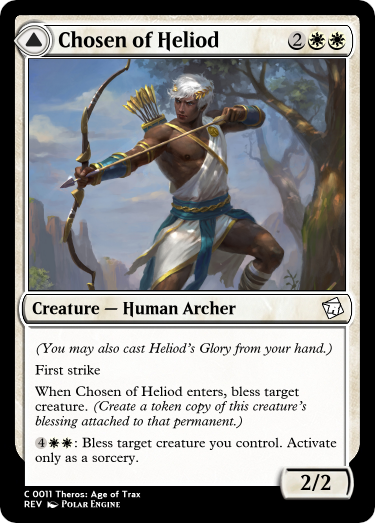 Chosen of Heliod 2
Creature — Human Archer
(You may also cast Heliod's Glory from your hand.)
First strike
When Chosen of Heliod enters, bless target
creature. (Create a token copy of this creature's
blessing attached to that permanent.)
4: Bless target creature you control. Activate
only as a sorcery.
2/2
C 0011 Theros: Age of Trax
REV Polar Engine